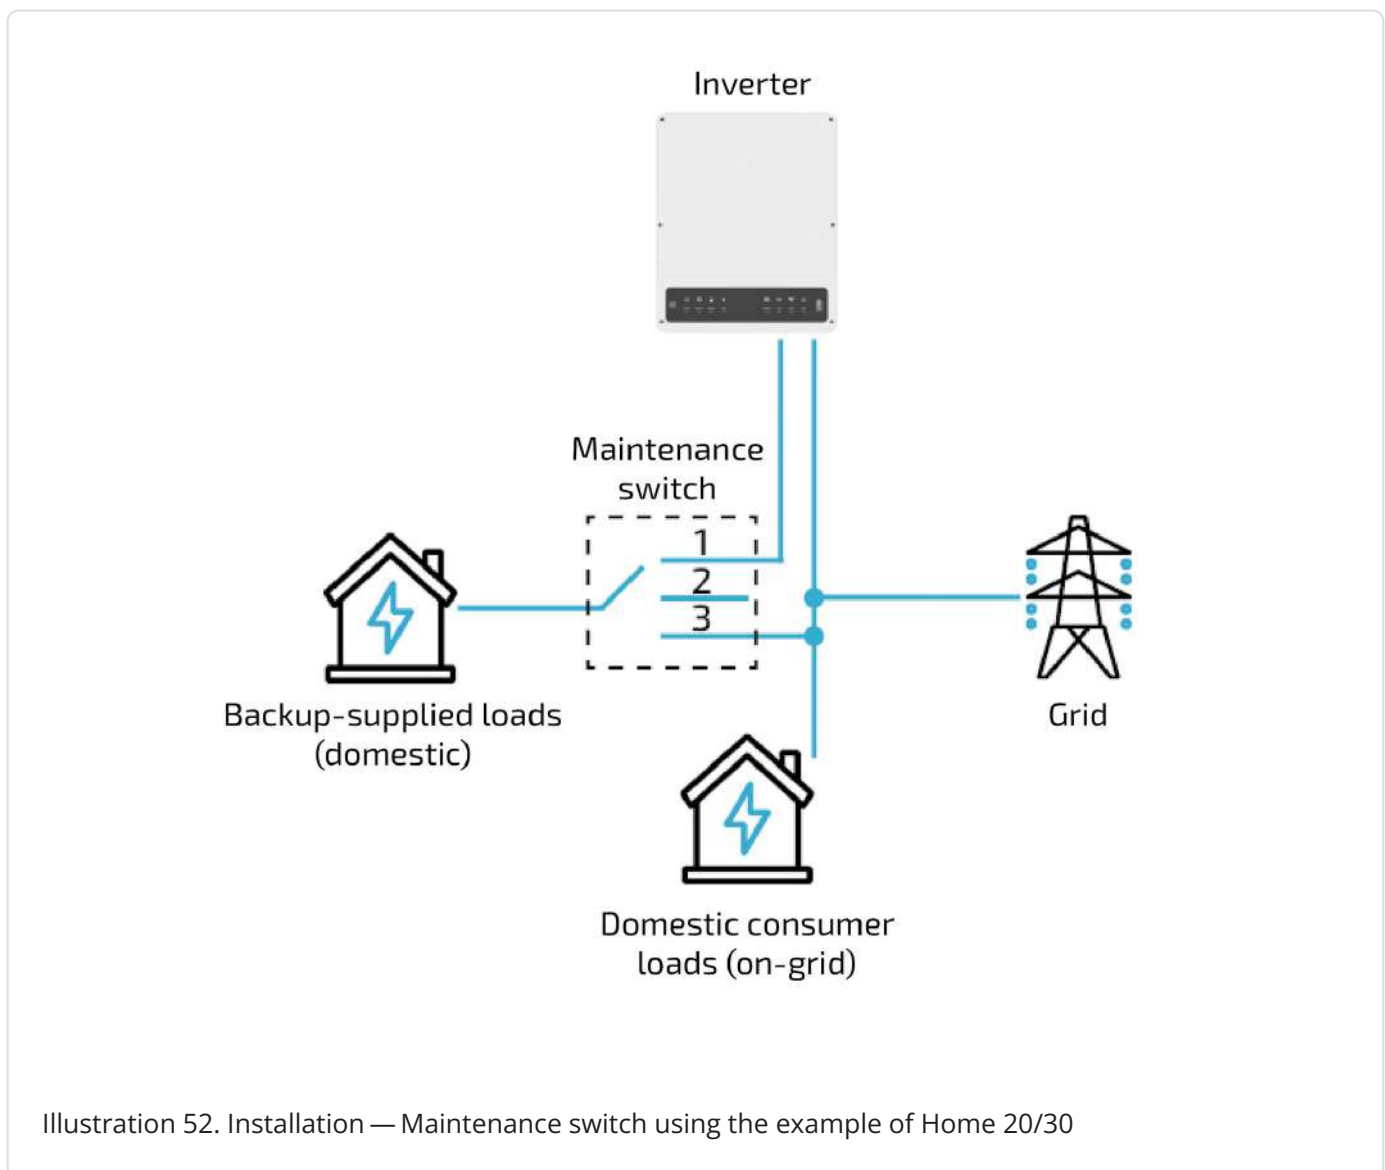 Inverter
Maintenance
switch
1
2
3
Backup-supplied loads
(domestic)
Grid
Domestic consumer
loads (on-grid)
Illustration 52. Installation — Maintenance switch using the example of Home 20/30